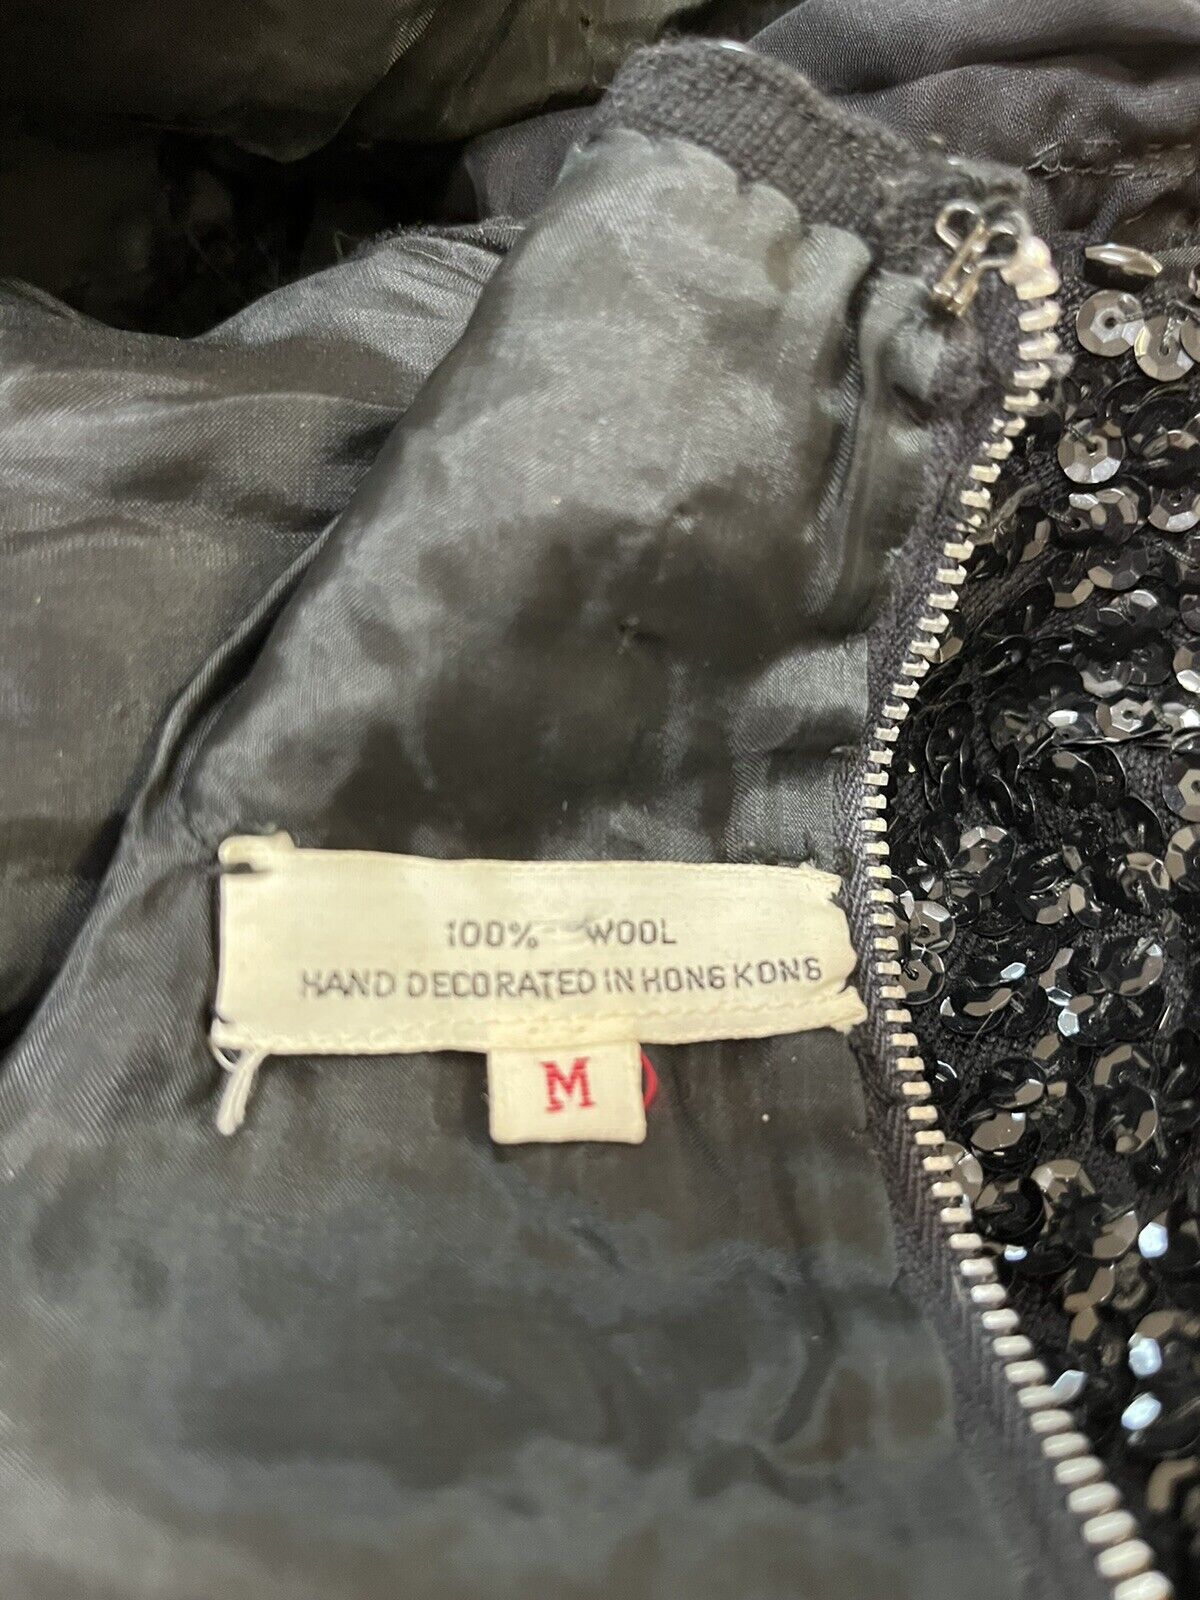 100% WOOL
HAND DECORATED IN HONG KONG
M